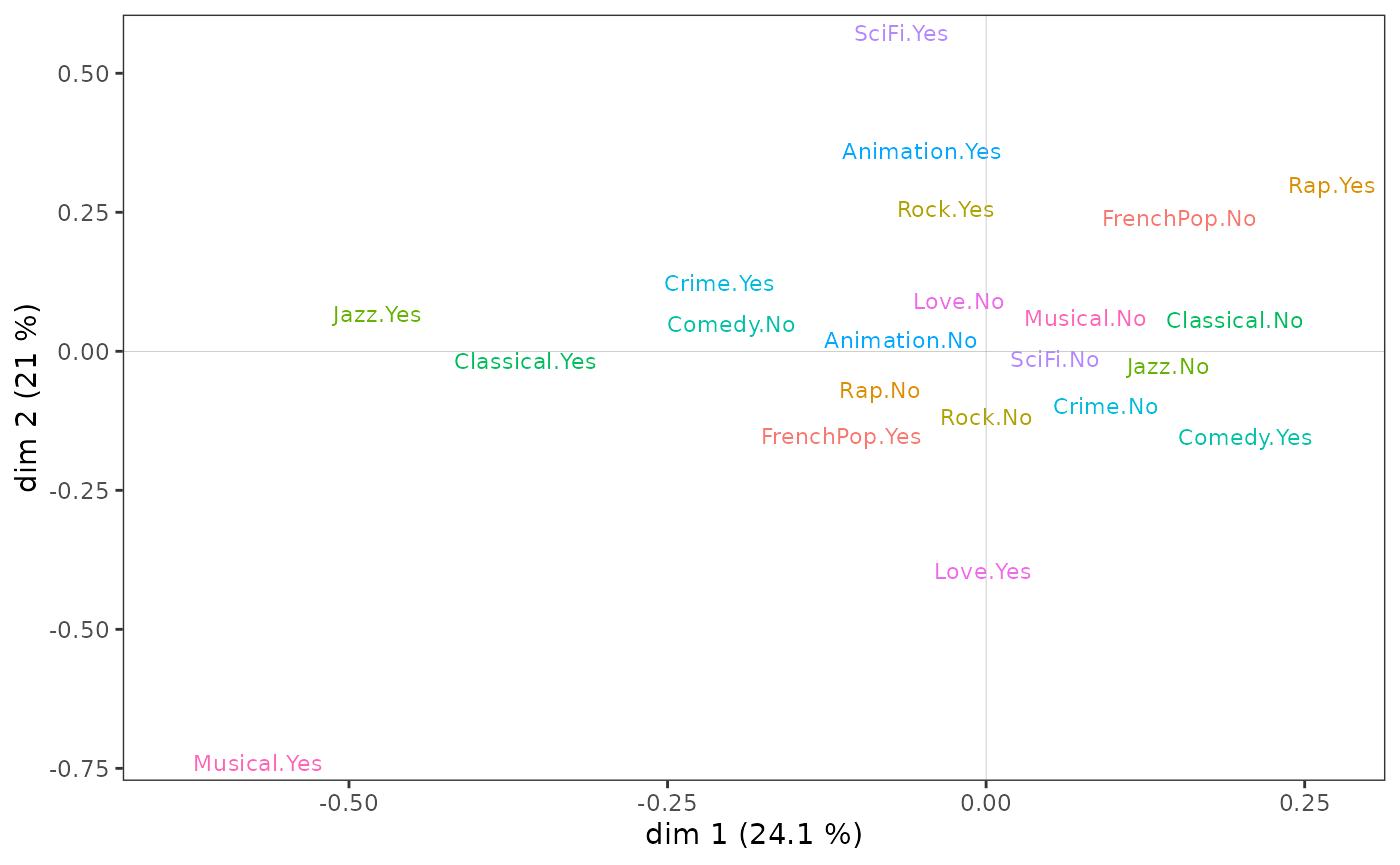 SciFi.Yes
0.50
Animation.Yes
Rap.Yes
Rock.Yes
0.25
FrenchPop.No
Crime.Yes
Love.No
Jazz.Yes
Musical.No
Classical.No
Comedy.No
Animation.No
0.00
Classical.Yes
SciFi.No
Jazz.No
Rap.No
Crime.No
Rock.No
FrenchPop.Yes
Comedy.Yes
-0.25
Love.Yes
-0.50
Musical.Yes
-0.75
-0.50
-0.25
0.00
0.25
dim 1 (24.1 %)
dim 2 (21 %)